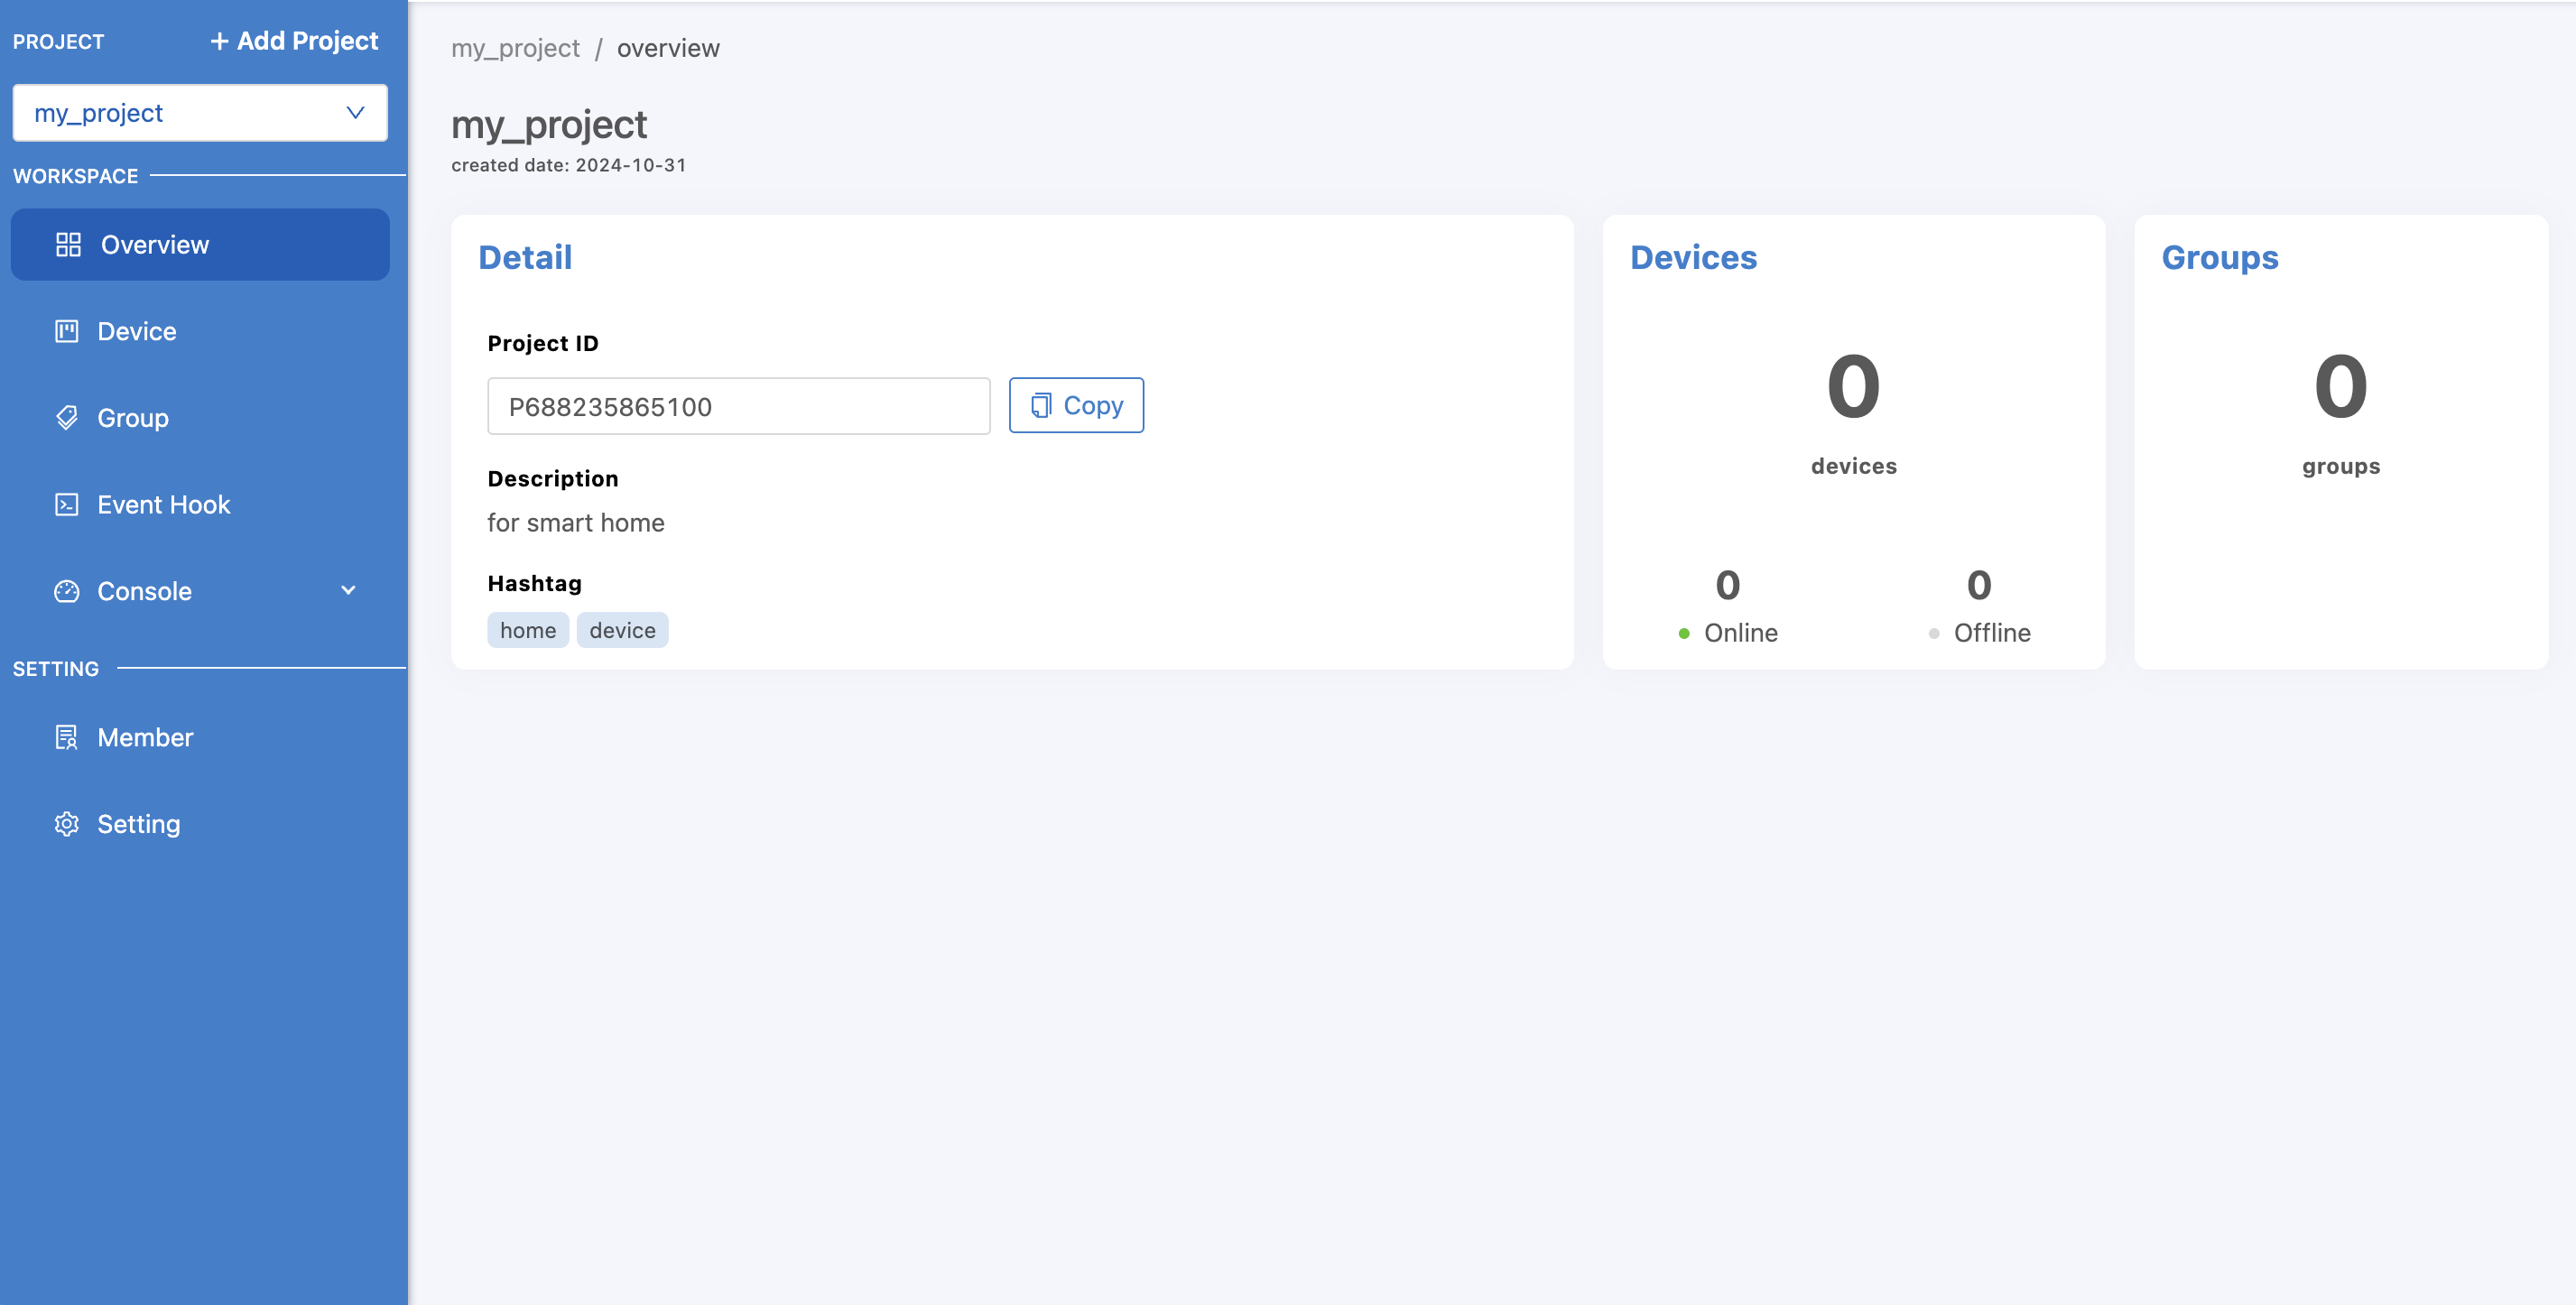 PROJECT
+ Add Project
my_project
WORKSPACE
Overview
Device
Group
Event Hook
Console
SETTING
Member
Setting
my_project / overview
my_project
created date: 2024-10-31
Detail
Project ID
P688235865100
Copy
Description
for smart home
Hashtag
home device
Devices
0
devices
0 0
Online Offline
Groups
0
groups